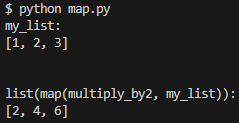 $ python map.py
my_list:
[1, 2, 3]
list(map(multiply_by2, my_list)):
[2, 4, 6]